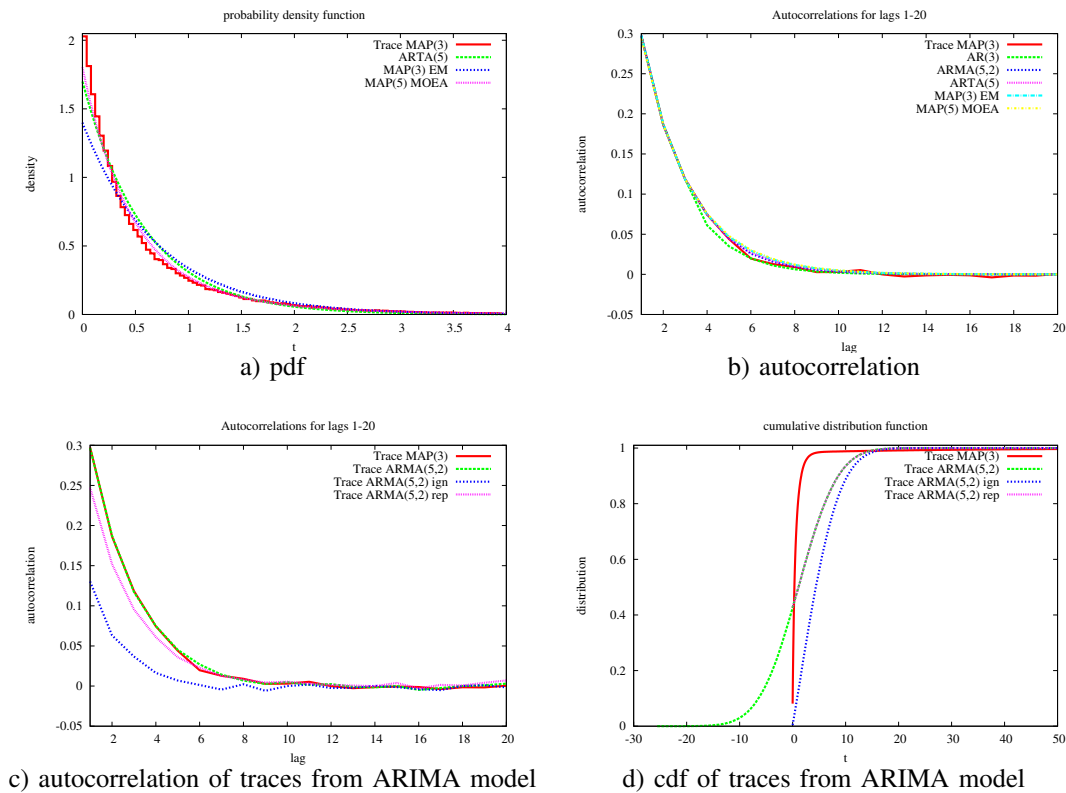 probability density function
Trace MAP(3)
ARTA(5)
MAP(3) EM
MAP(5) MOEA
density
2
1.5
1
0.5
0
0 0.5 1 1.5 2 2.5 3 3.5 4
t
a) pdf
Autocorrelations for lags 1-20
Trace MAP(3)
AR(3)
ARMA(5,2)
ARTA(5)
MAP(3) EM
MAP(5) MOEA
autocorrelation
0.3
0.25
0.2
0.15
0.1
0.05
0
-0.05
2 4 6 8 10 12 14 16 18 20
lag
b) autocorrelation
Autocorrelations for lags 1-20
Trace MAP(3)
Trace ARMA(5,2)
Trace ARMA(5,2) ign
Trace ARMA(5,2) rep
autocorrelation
0.3
0.25
0.2
0.15
0.1
0.05
0
-0.05
2 4 6 8 10 12 14 16 18 20
lag
c) autocorrelation of traces from ARIMA model
cumulative distribution function
Trace MAP(3)
Trace ARMA(5,2)
Trace ARMA(5,2) ign
Trace ARMA(5,2) rep
distribution
1
0.8
0.6
0.4
0.2
0
-30 -20 -10 0 10 20 30 40 50
t
d) cdf of traces from ARIMA model